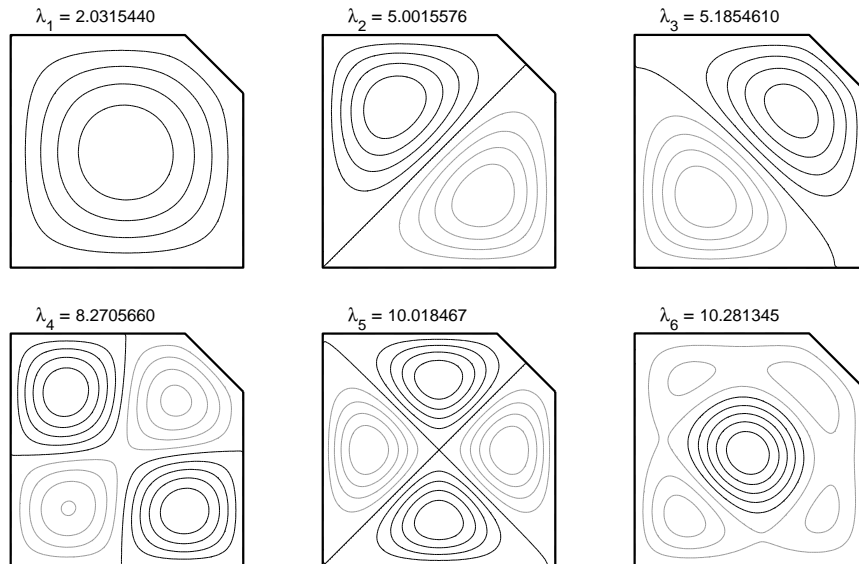 λ1 = 2.0315440
λ2 = 5.0015576
λ3 = 5.1854610
λ4 = 8.2705660
λ5 = 10.018467
λ6 = 10.281345